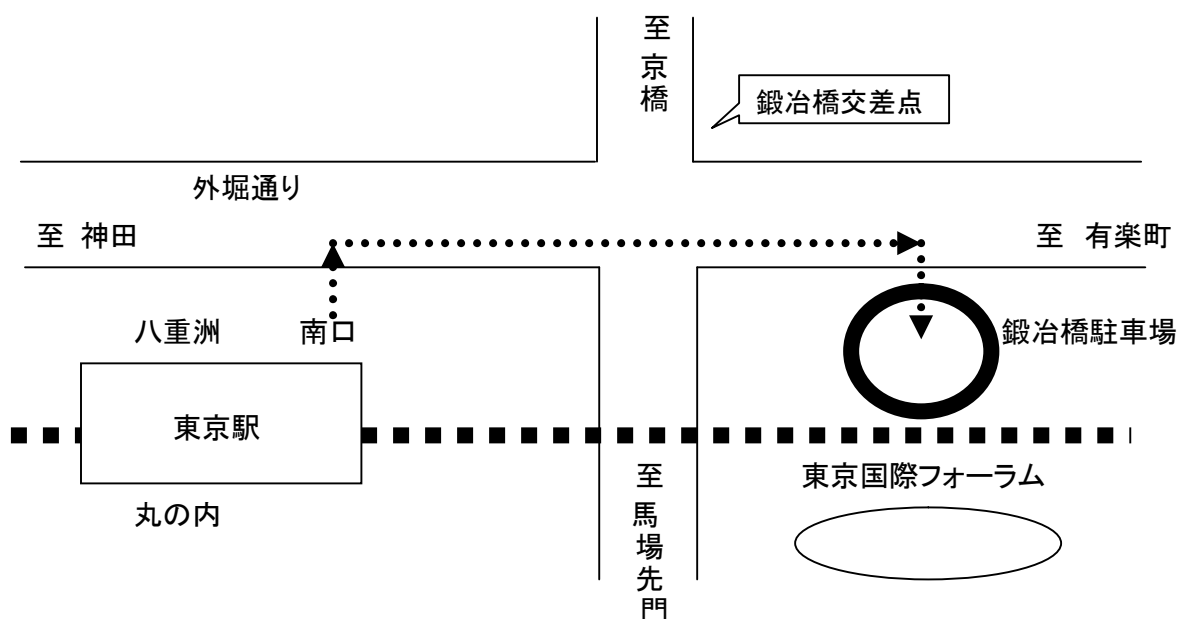 至京橋
鍛冶橋交差点
外堀通り
至 神田
至 有楽町
八重洲
南口
鍛冶橋駐車場
東京駅
東京国際フォーラム
丸の内
至馬場先門